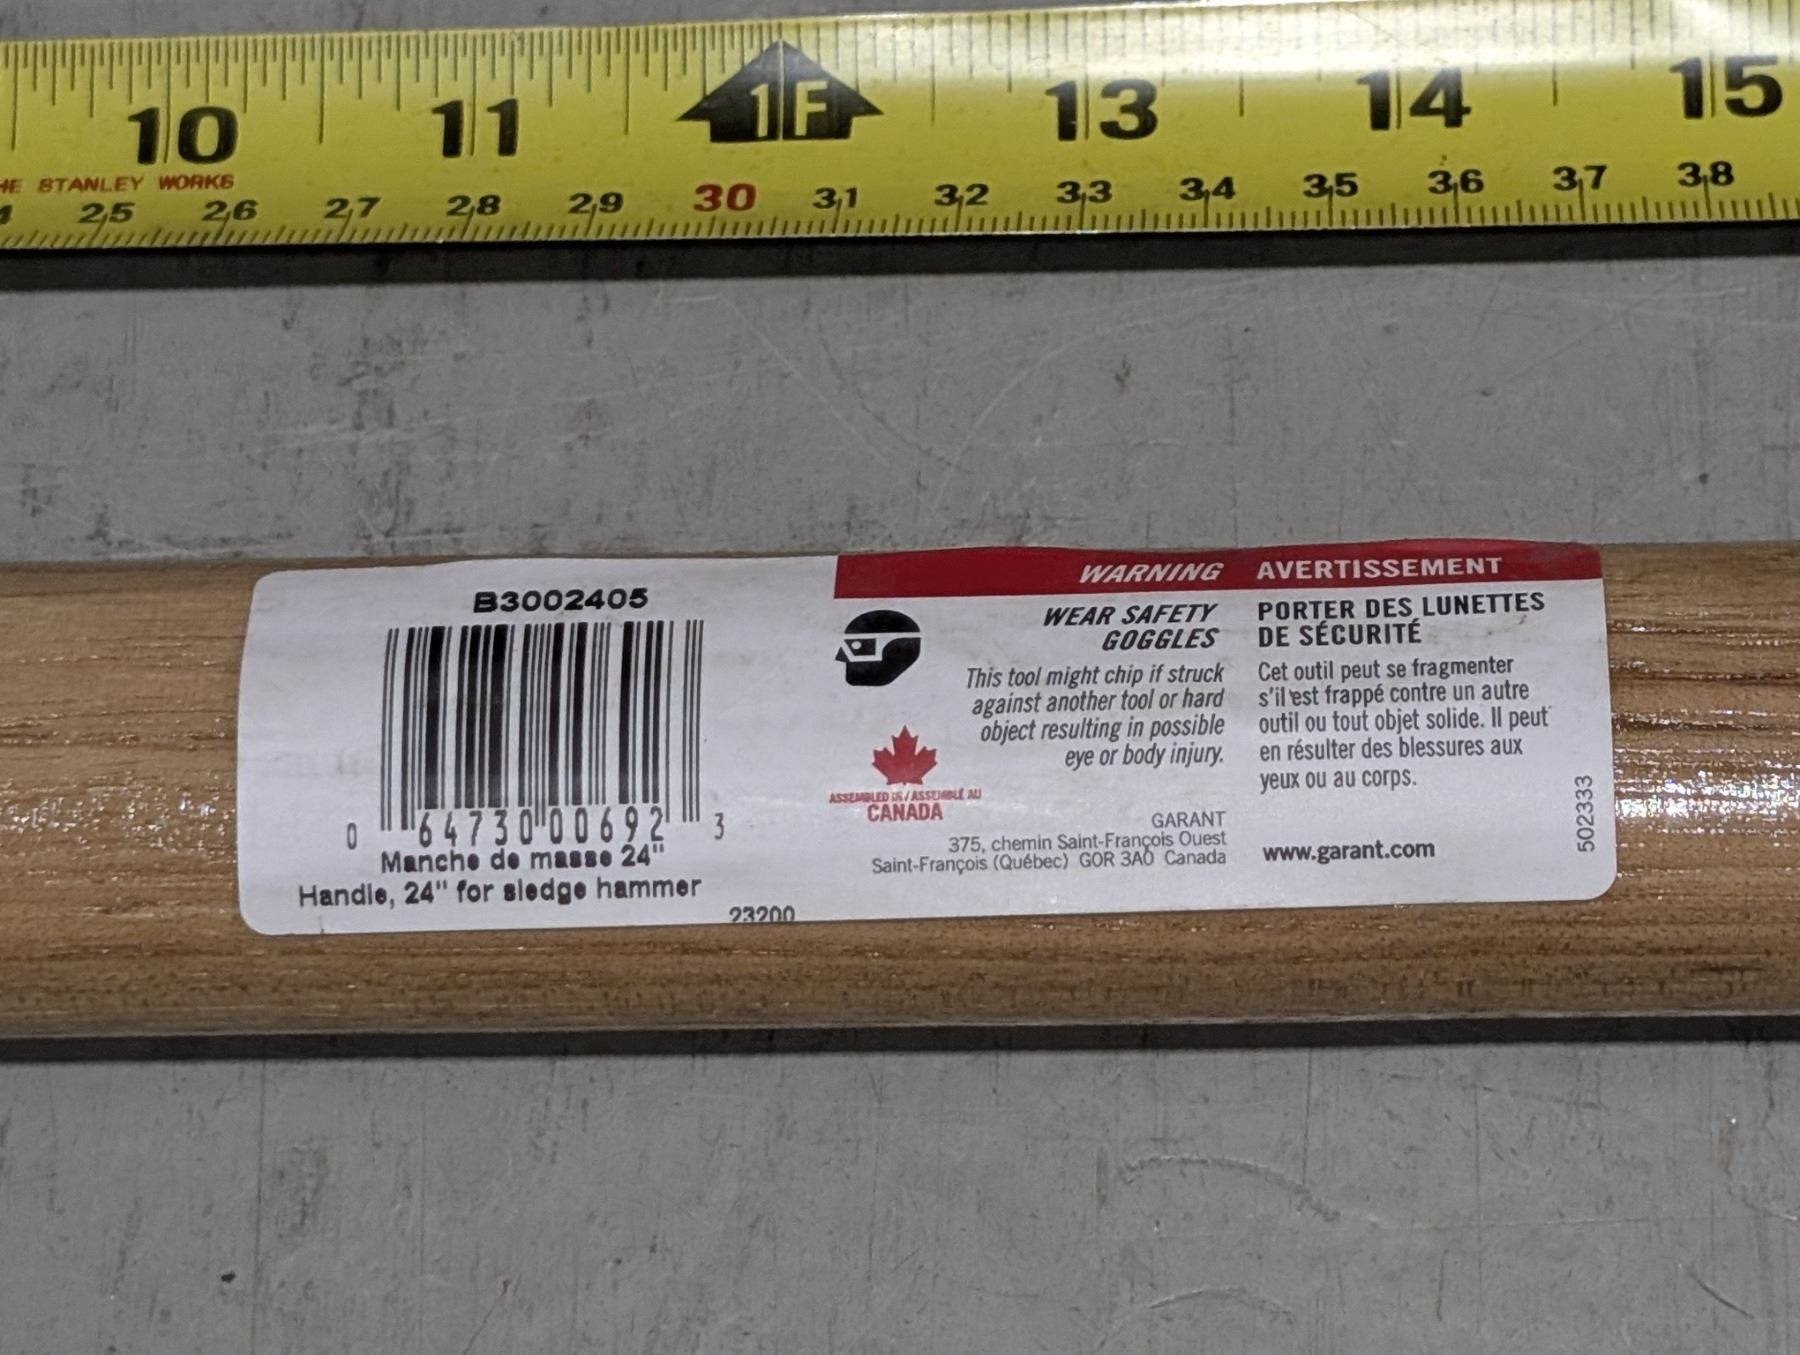 10 11 1F 13 14 15
THE STANLEY WORKS
25 26 27 28 29 30 31 32 33 34 35 36 37 38
B3002405
0 64730 00692 3
Manche de masse 24"
Handle, 24" for sledge hammer
23200
WARNING
WEAR SAFETY
GOGGLES
This tool might chip if struck
against another tool or hard
object resulting in possible
eye or body injury.
AVERTISSEMENT
PORTER DES LUNETTES
DE SÉCURITÉ
Cet outil peut se fragmenter
s'il est frappé contre un autre
outil ou tout objet solide. Il peut
en résulter des blessures aux
yeux ou au corps.
ASSEMBLED IN / ASSEMBLÉ AU
CANADA
GARANT
375, chemin Saint-François Ouest
Saint-François (Québec) G0R 3A0 Canada
www.garant.com
502333